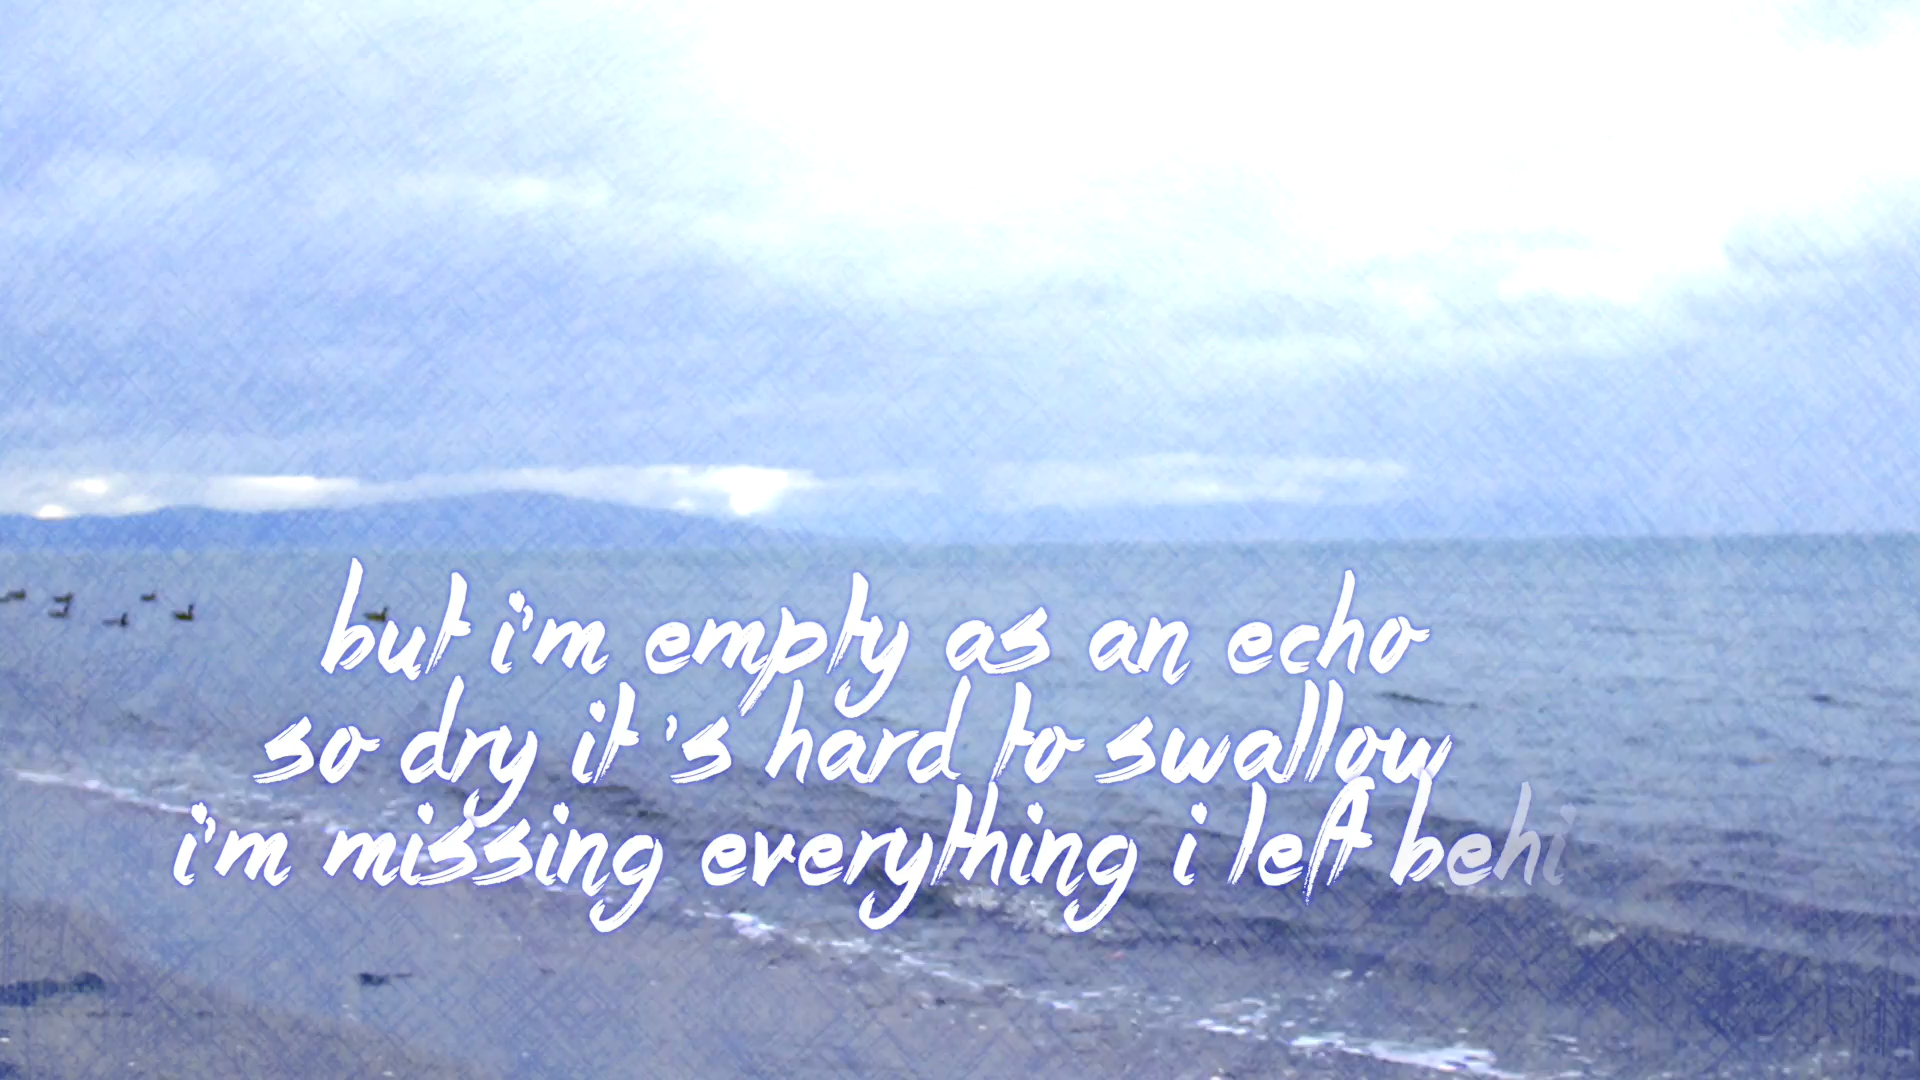 but i'm empty as an echo
so dry it's hard to swallow
i'm missing everything i left behi